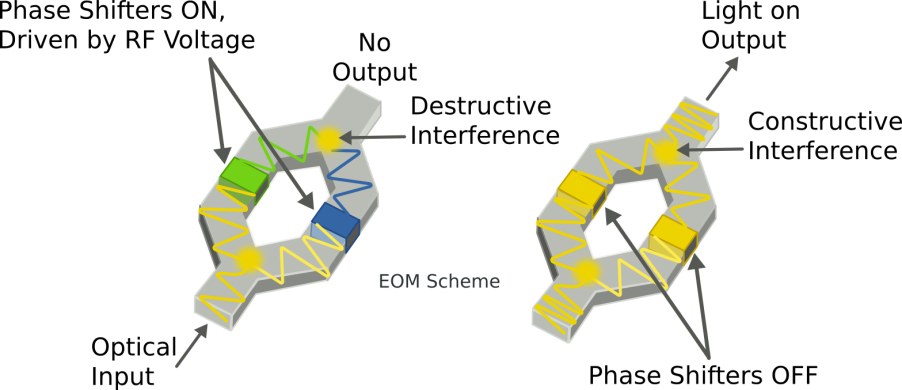 Phase Shifters ON,
Driven by RF Voltage
No
Output
Destructive
Interference
EOM Scheme
Optical
Input
Light on
Output
Constructive
Interference
Phase Shifters OFF